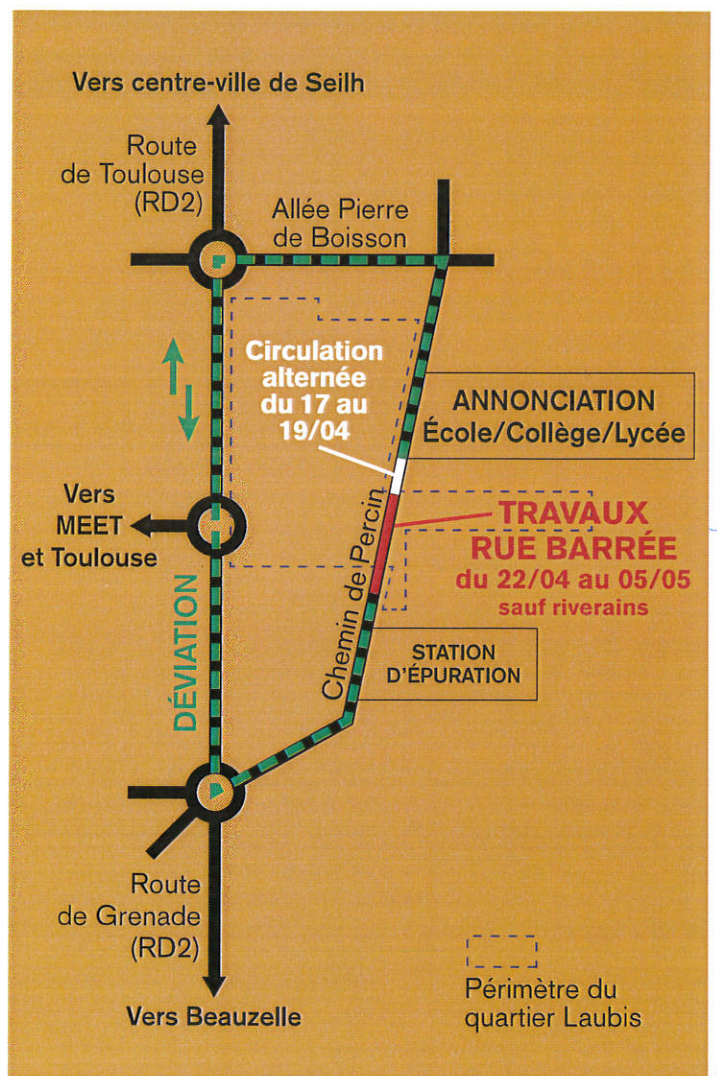 Vers centre-ville de Seilh
Route
de Toulouse
(RD2)
Allée Pierre
de Boisson
Circulation
alternée
du 17 au
19/04
ANNONCIATION
École/Collège/Lycée
Vers
MEET
et Toulouse
DÉVIATION
Chemin de Percin
TRAVAUX
RUE BARRÉE
du 22/04 au 05/05
sauf riverains
STATION
D'ÉPURATION
Route
de Grenade
(RD2)
Vers Beauzelle
Périmètre du
quartier Laubis